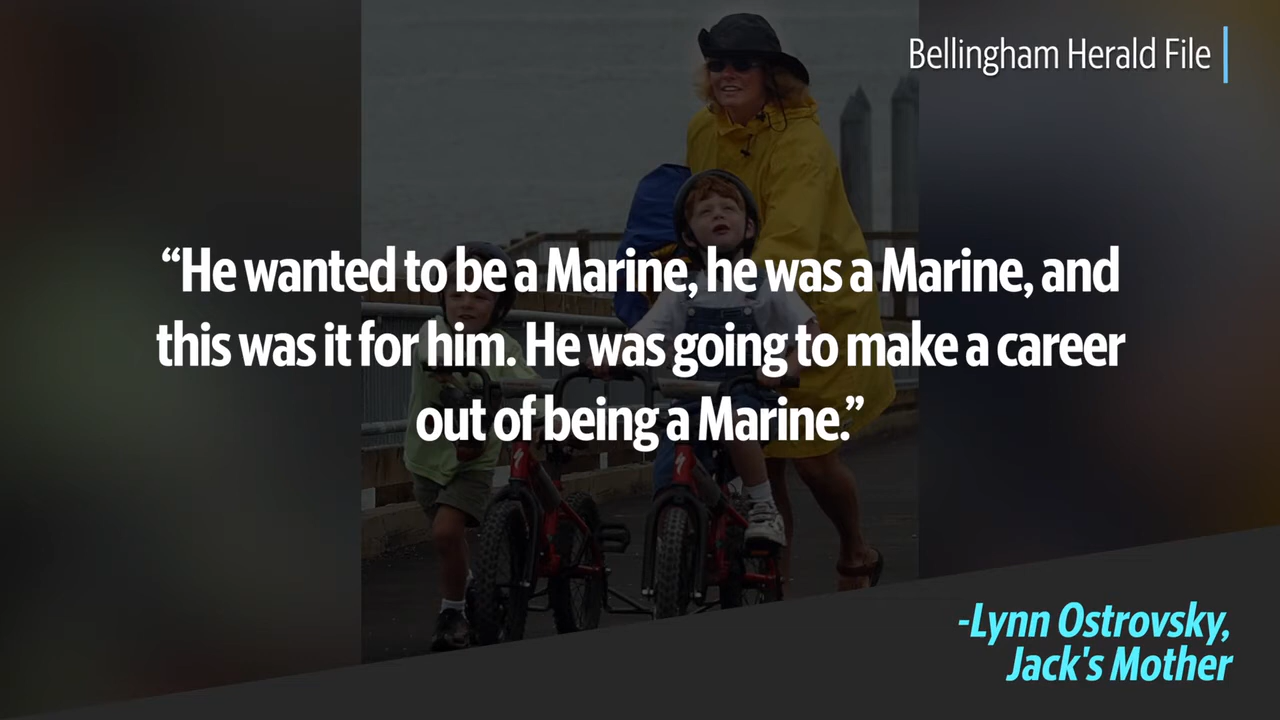 Bellingham Herald File
“He wanted to be a Marine, he was a Marine, and
this was it for him. He was going to make a career
out of being a Marine.”
-Lynn Ostrovsky,
Jack's Mother